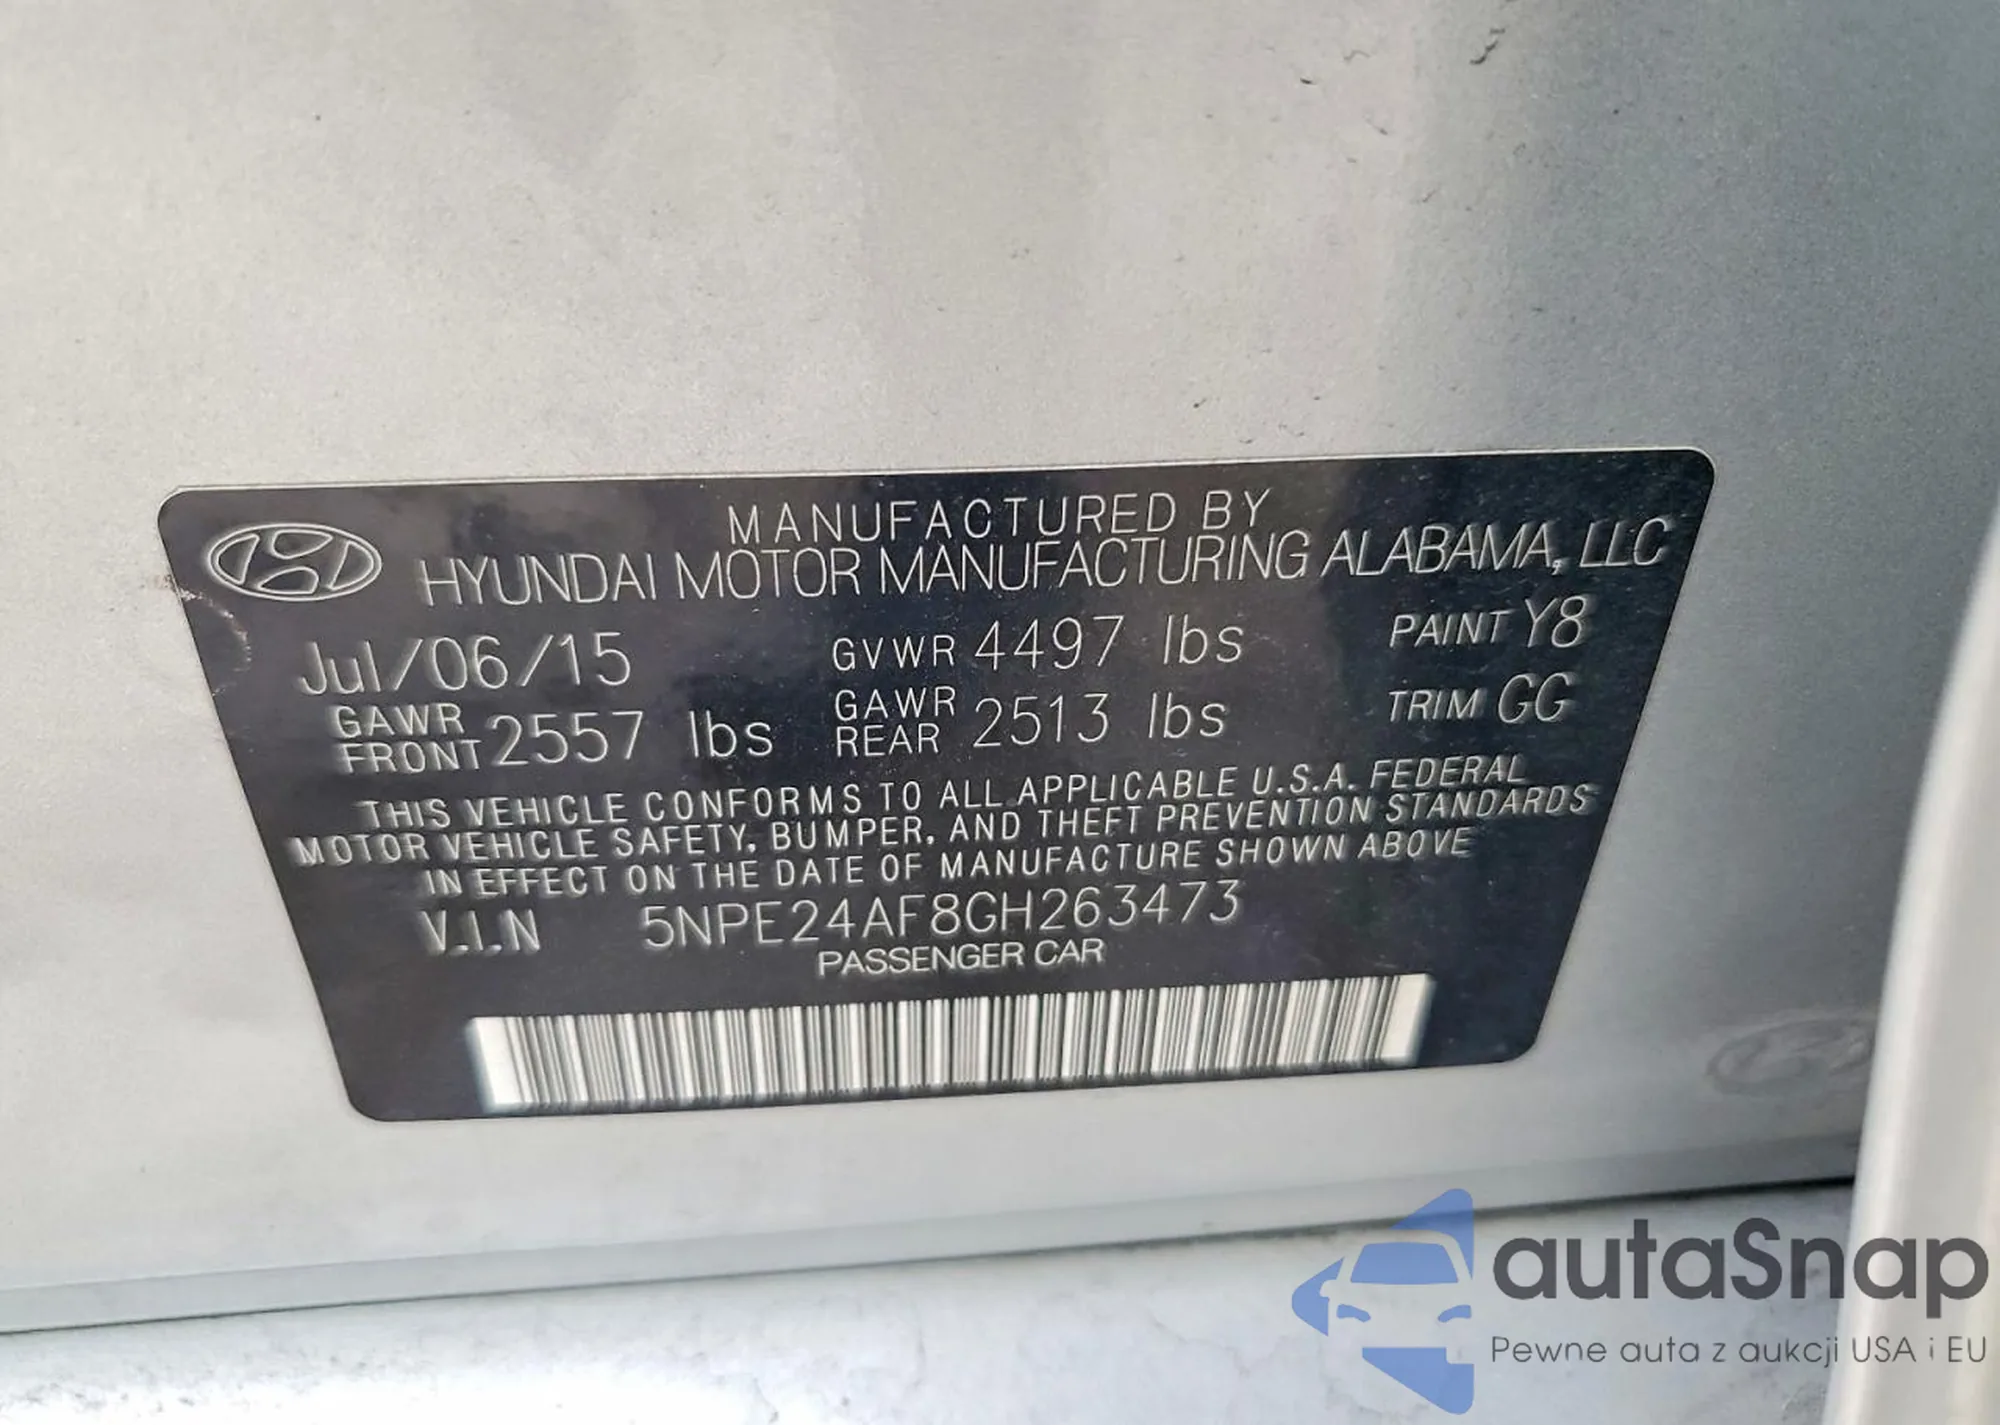 MANUFACTURED BY
HYUNDAI MOTOR MANUFACTURING ALABAMA, LLC
Jul/06/15 GVWR 4497 lbs PAINT Y8
GAWR FRONT 2557 lbs GAWR REAR 2513 lbs TRIM GG
THIS VEHICLE CONFORMS TO ALL APPLICABLE U.S.A. FEDERAL
MOTOR VEHICLE SAFETY, BUMPER, AND THEFT PREVENTION STANDARDS
IN EFFECT ON THE DATE OF MANUFACTURE SHOWN ABOVE
V.I.N 5NPE24AF8GH263473
PASSENGER CAR
autaSnap
Pewne auta z aukcji USA i EU